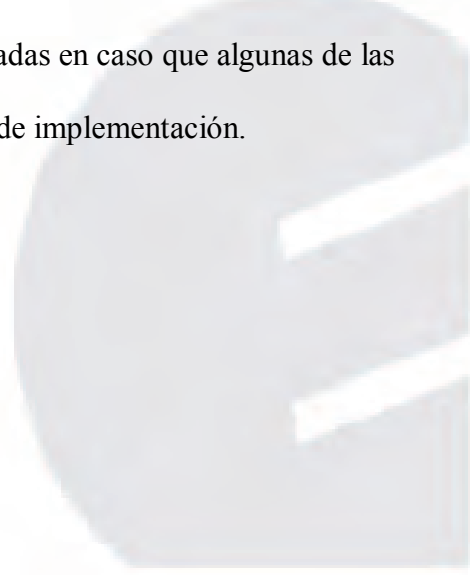 adas en caso que algunas de las
de implementación.